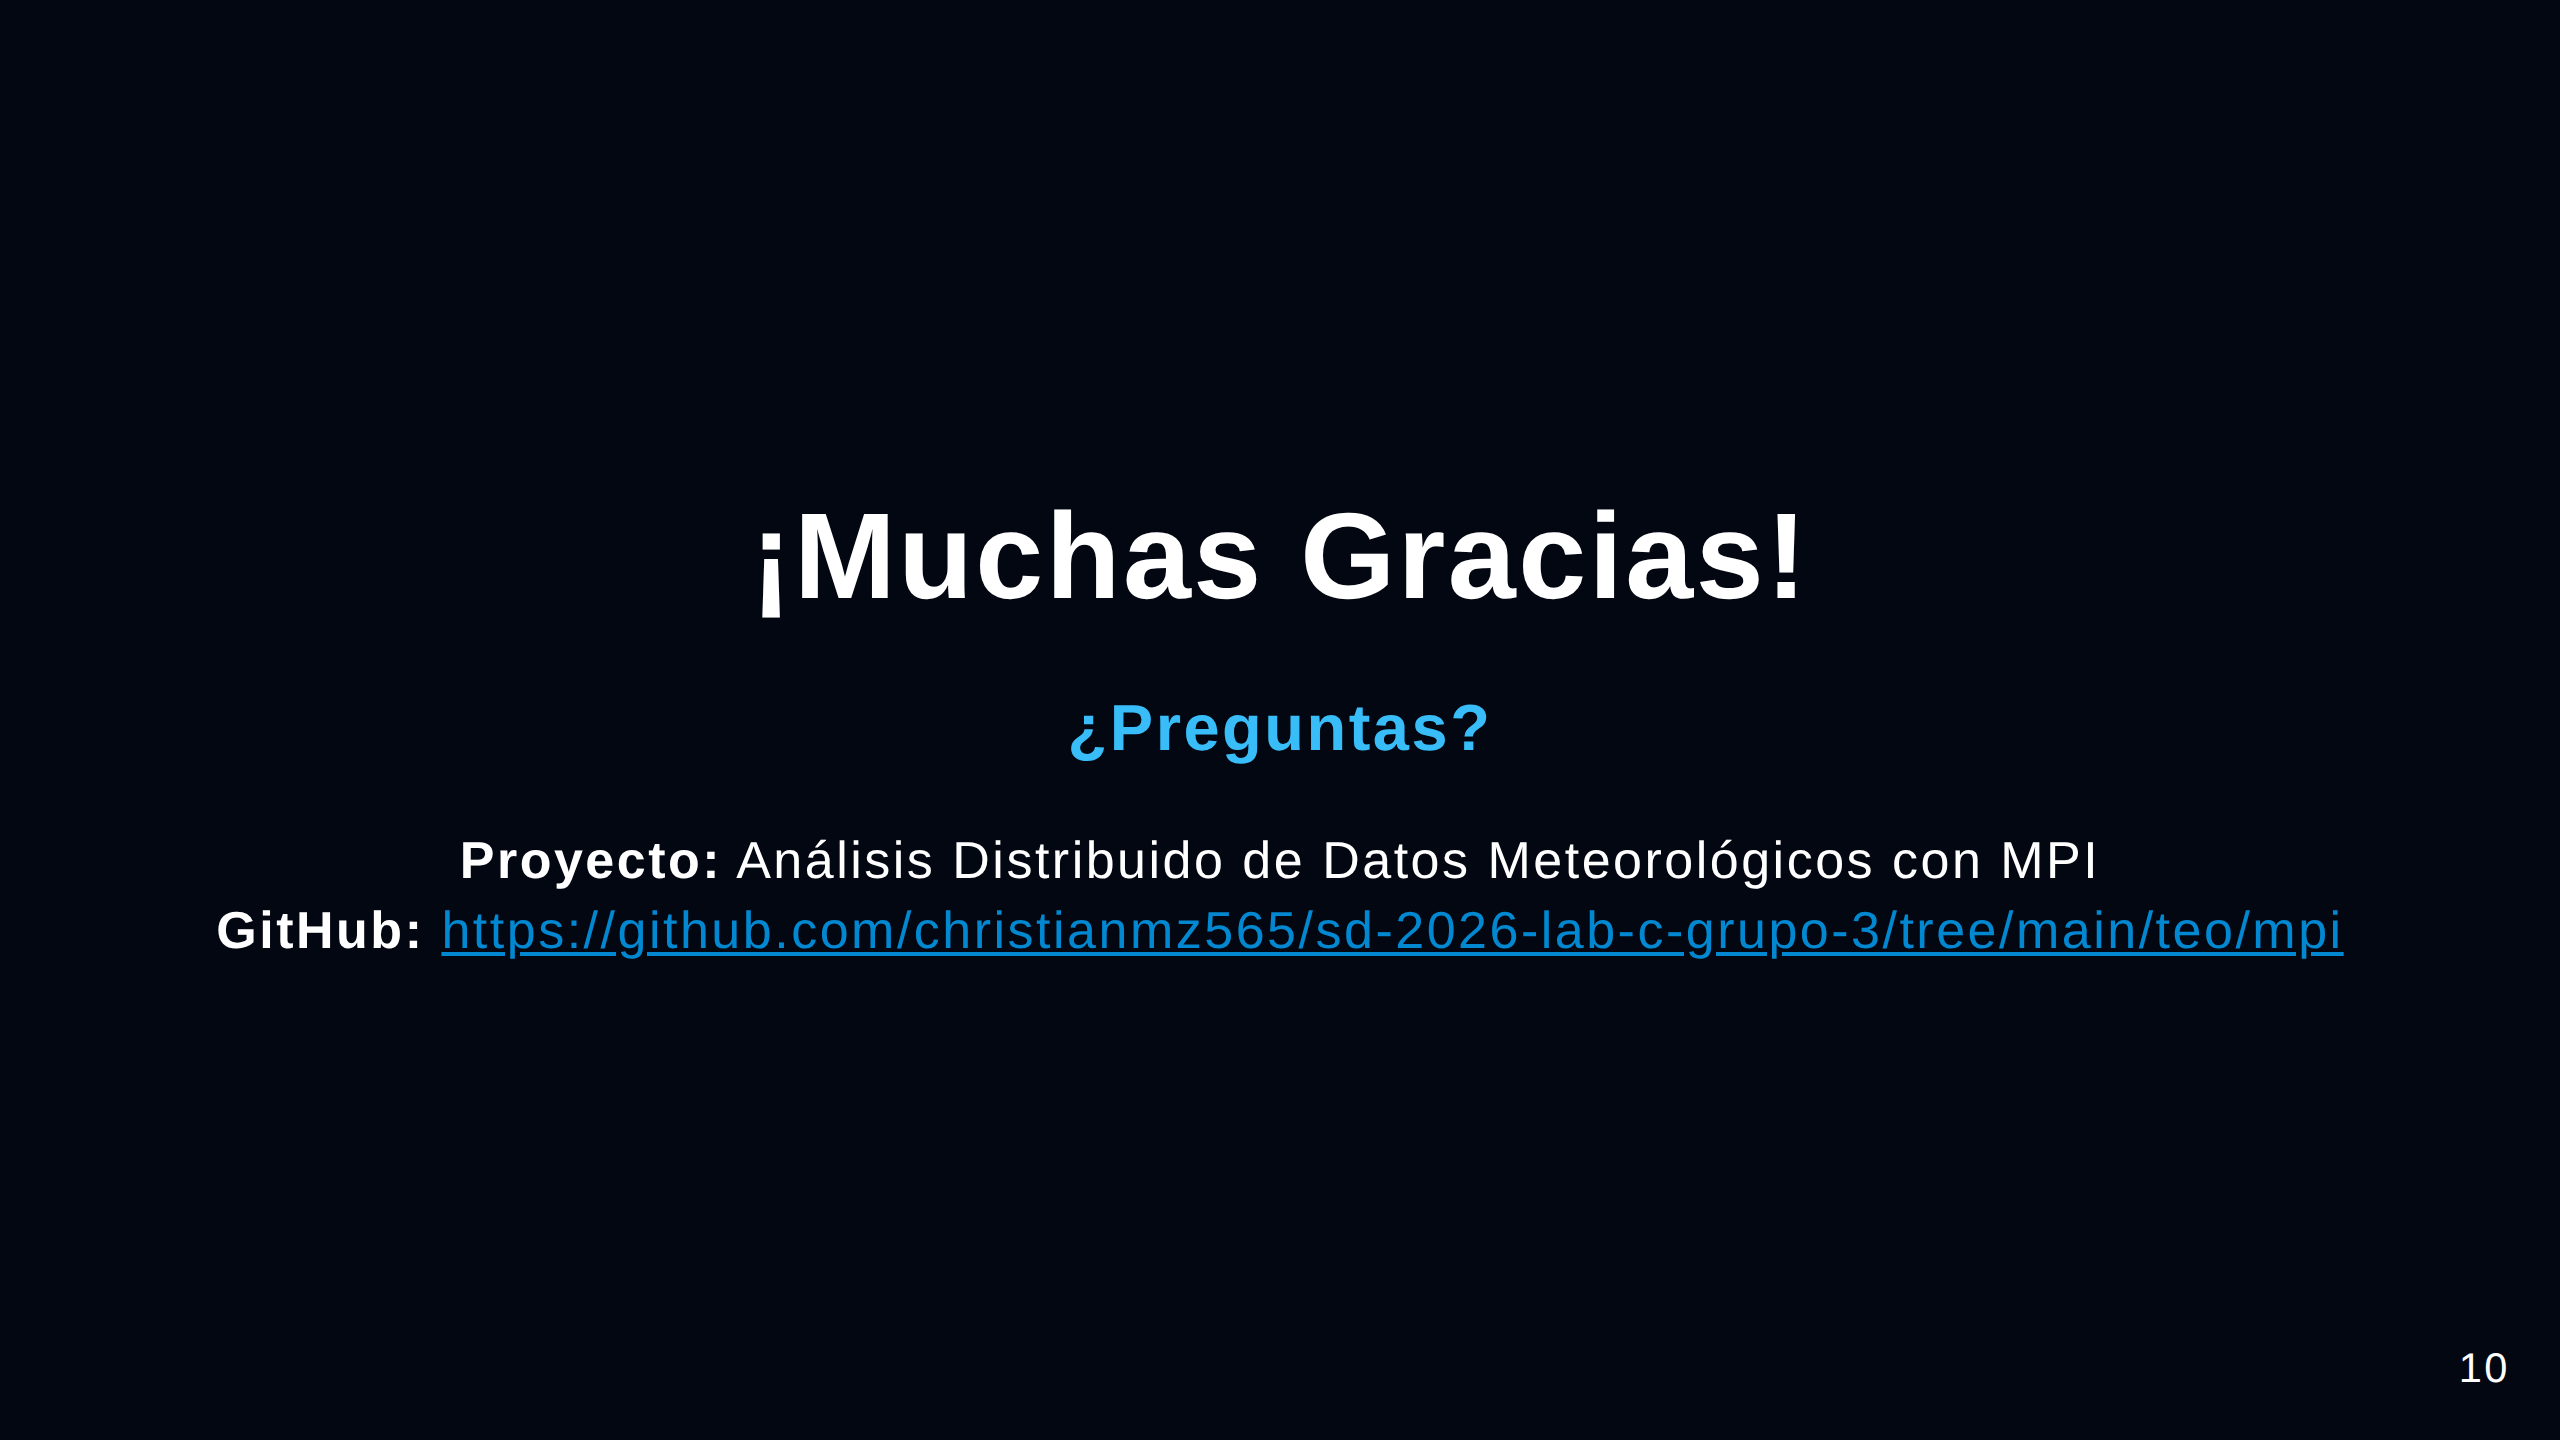 ¡Muchas Gracias!
¿Preguntas?
Proyecto: Análisis Distribuido de Datos Meteorológicos con MPI
GitHub: https://github.com/christianmz565/sd-2026-lab-c-grupo-3/tree/main/teo/mpi
10